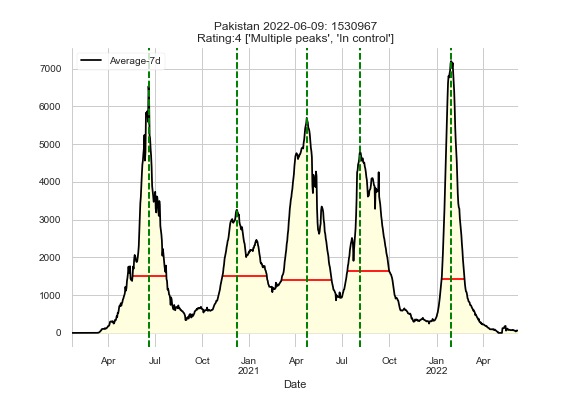 Pakistan 2022-06-09: 1530967
Rating:4 ['Multiple peaks', 'In control']
Average-7d
7000
6000
5000
4000
3000
2000
1000
0
Apr Jul Oct Jan Apr Jul Oct Jan Apr
2021 2022
Date